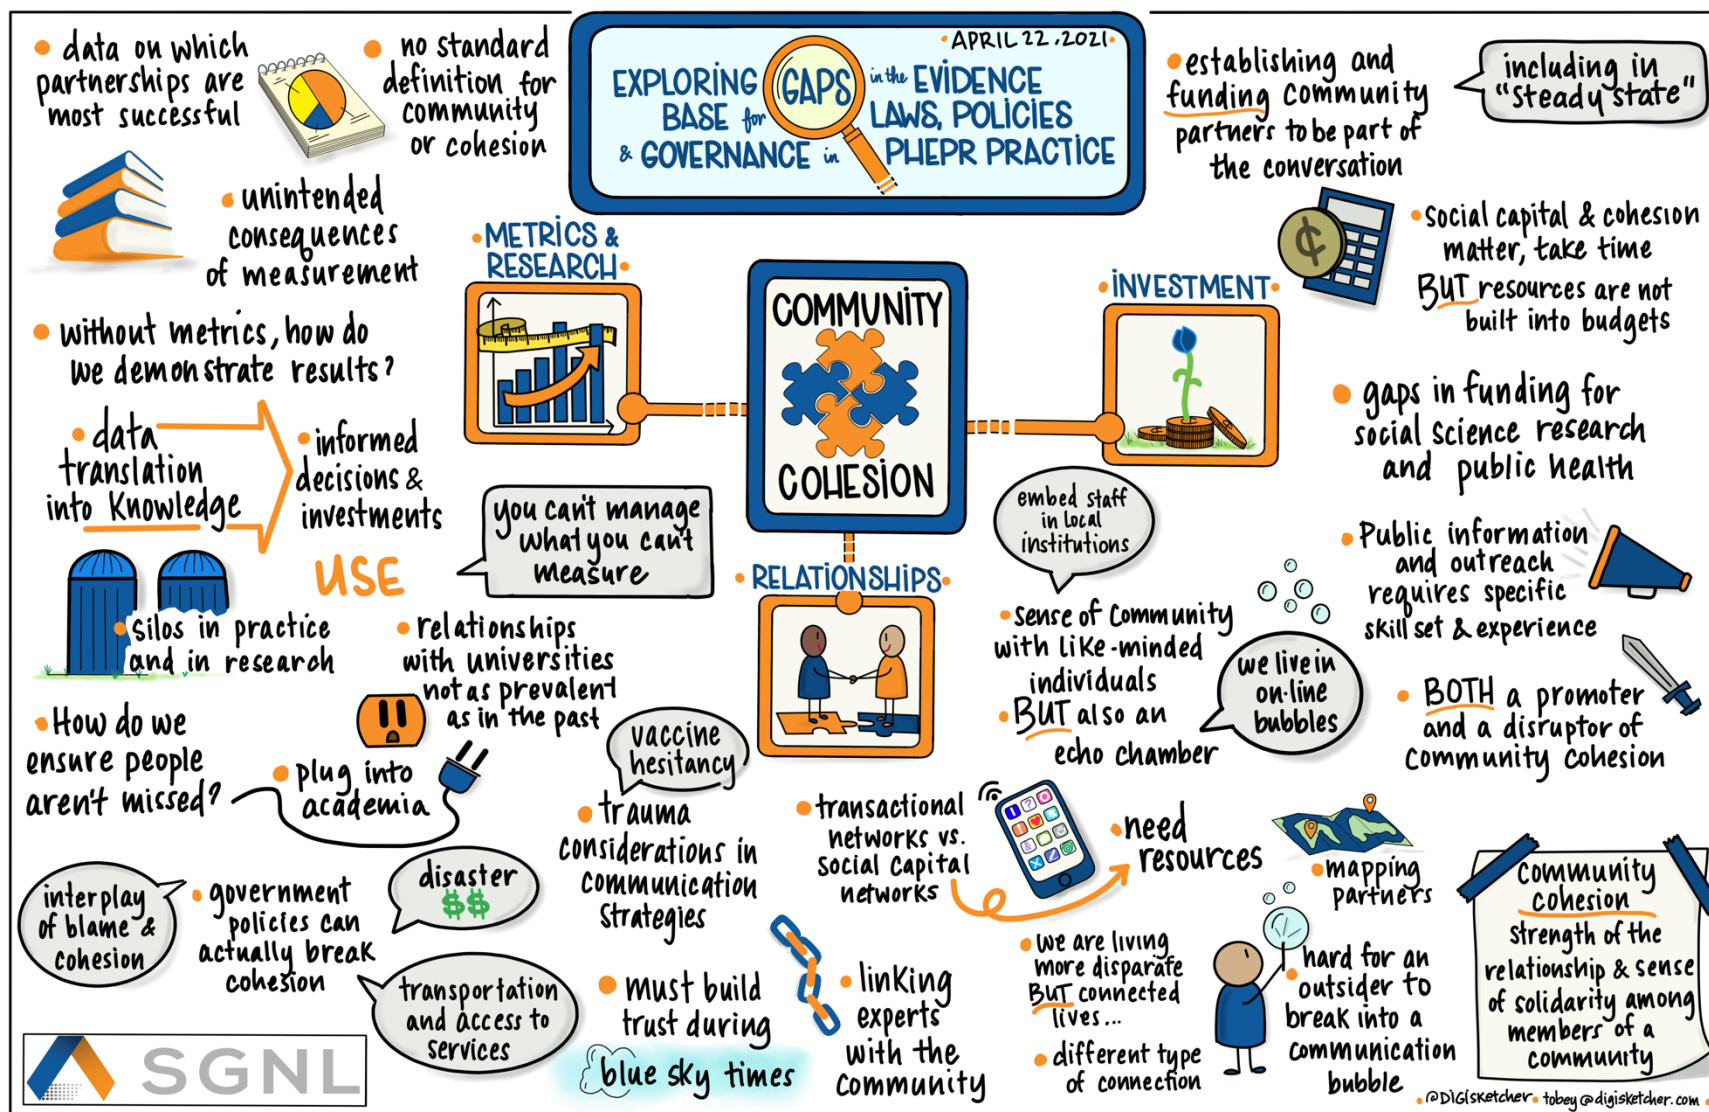 • APRIL 22, 2021 •
EXPLORING GAPS in the EVIDENCE
BASE for LAWS, POLICIES
& GOVERNANCE in PHEPR PRACTICE
• data on which
partnerships are
most successful
• no standard
definition for
community
or cohesion
• unintended
consequences
of measurement
• without metrics, how do
we demonstrate results?
• data
translation
into Knowledge
• informed
decisions &
investments
USE
• METRICS &
RESEARCH •
you can't manage
what you can't
measure
• silos in practice
and in research
• relationships
with universities
not as prevalent
as in the past
• How do we
ensure people
aren't missed?
• plug into
academia
COMMUNITY
COHESION
• INVESTMENT •
• establishing and
funding community
partners to be part of
the conversation
including in
"steady state"
¢
• social capital & cohesion
matter, take time
BUT resources are not
built into budgets
• gaps in funding for
social science research
and public health
• Public information
and outreach
requires specific
skill set & experience
• BOTH a promoter
and a disruptor of
Community Cohesion
• RELATIONSHIPS •
embed staff
in local
institutions
• sense of Community
with like-minded
individuals
• BUT also an
echo chamber
we live in
on-line
bubbles
vaccine
hesitancy
• trauma
considerations in
communication
strategies
• transactional
networks vs.
Social Capital
networks
• need
resources
• mapping
partners
interplay
of blame &
cohesion
• government
policies can
actually break
cohesion
disaster
$$
transportation
and access to
services
• must build
trust during
blue sky times
• linking
experts
with the
community
• we are living
more disparate
BUT connected
lives...
• different type
of connection
• hard for an
outsider to
break into a
communication
bubble
Community
Cohesion
strength of the
relationship & sense
of solidarity among
members of a
community
SGNL
• @DIGISKetcher • tobey@digisketcher.com •